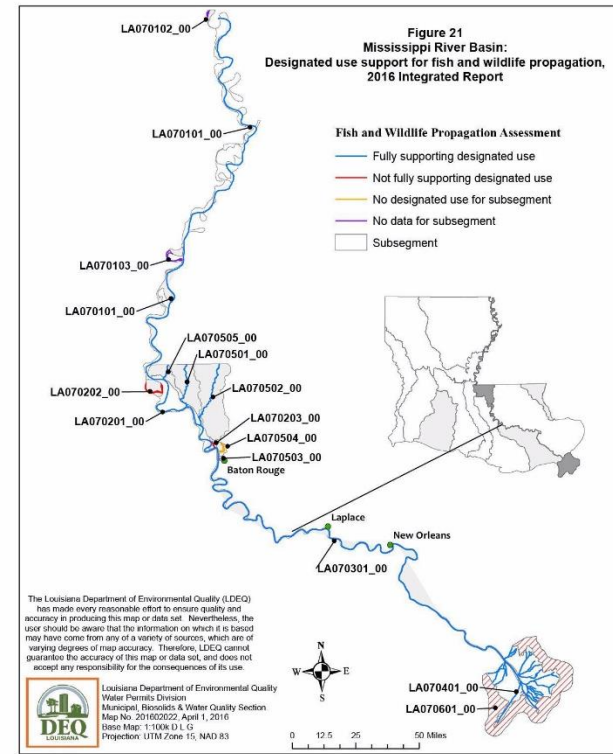 Figure 21
Mississippi River Basin:
Designated use support for fish and wildlife propagation,
2016 Integrated Report
Fish and Wildlife Propagation Assessment
Fully supporting designated use
Not fully supporting designated use
No designated use for subsegment
No data for subsegment
Subsegment
LA070102_00
LA070101_00
LA070103_00
LA070101_00
LA070505_00
LA070501_00
LA070202_00
LA070502_00
LA070201_00
LA070203_00
LA070504_00
LA070503_00
Baton Rouge
Laplace
New Orleans
LA070301_00
LA070401_00
LA070601_00
The Louisiana Department of Environmental Quality (LDEQ)
has made every reasonable effort to ensure quality and
accuracy in producing this map or data set. Nevertheless, the
user should be aware that the information on which it is based
may have come from any of a variety of sources, which are of
varying degrees of map accuracy. Therefore, LDEQ cannot
guarantee the accuracy of this map or data set, and does not
accept any responsibility for the consequences of its use.
DEQ
LOUISIANA
Louisiana Department of Environmental Quality
Water Permits Division
Municipal, Biosolids & Water Quality Section
Map No. 201602022, April 1, 2016
Base Map: 1:100k D L G
Projection: UTM Zone 15, NAD 83
N
W E
S
0 25 50 Miles